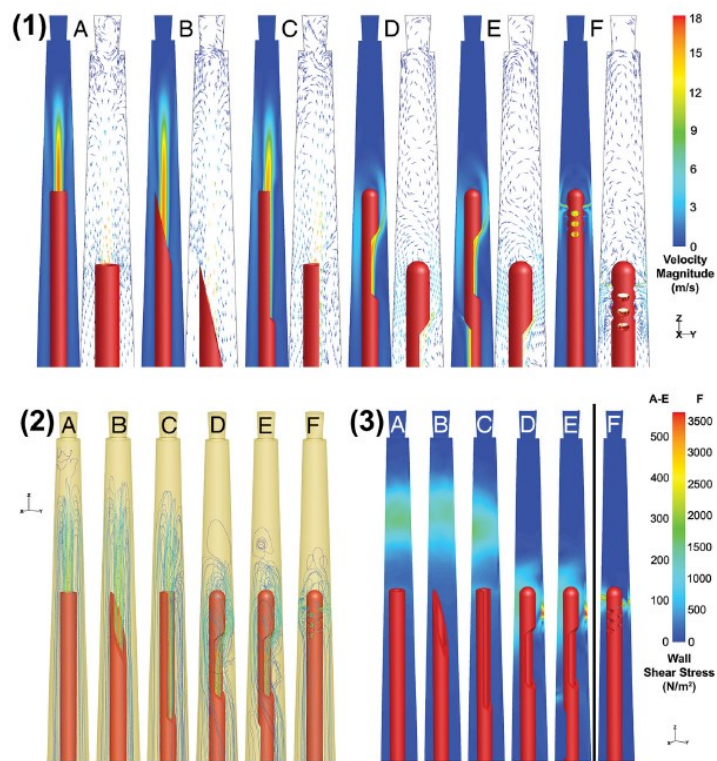 (1)
A B C D E F
18
15
12
9
6
3
0
Velocity
Magnitude
(m/s)
Z
X Y
(2)
A B C D E F
(3)
A B C D E F
A-E F
500 3500
3000
400
2500
300
2000
200 1500
1000
100
500
0 0
Wall
Shear Stress
(N/m²)